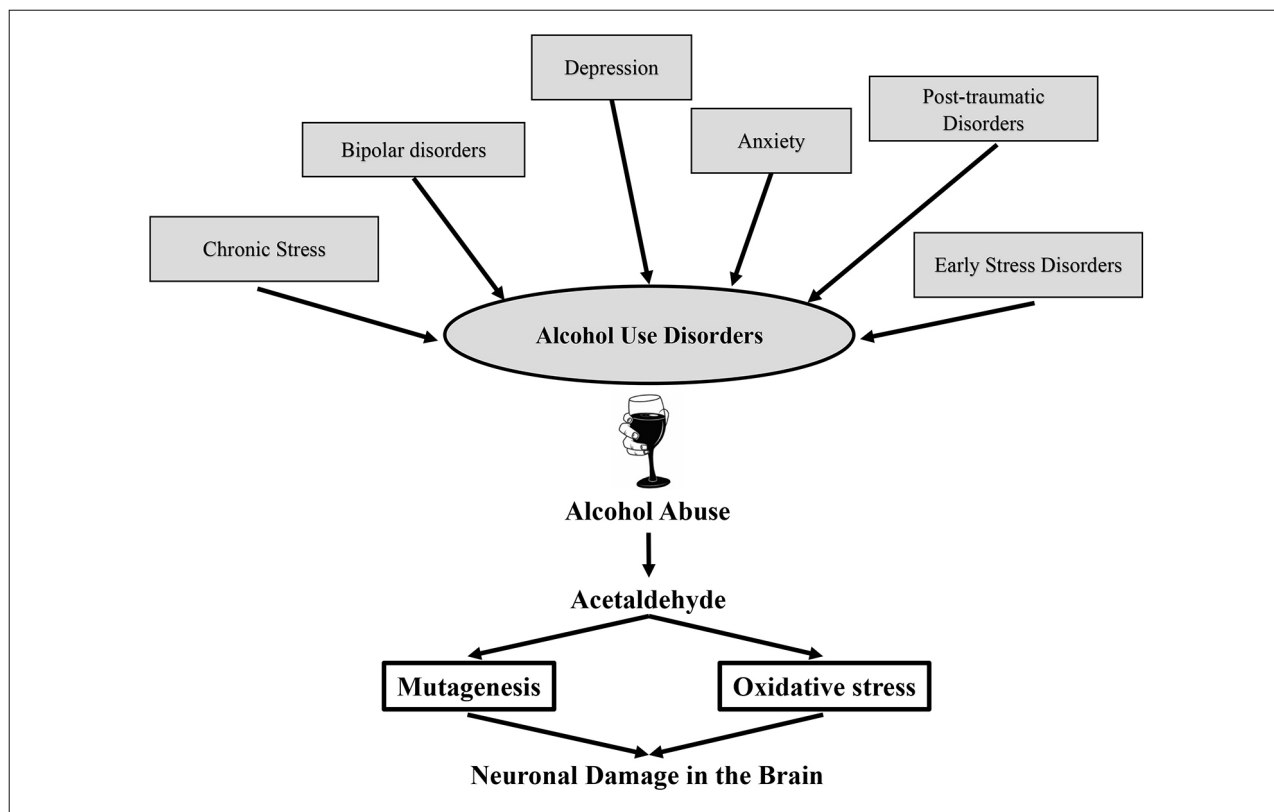 Depression
Post-traumatic
Disorders
Anxiety
Bipolar disorders
Chronic Stress
Early Stress Disorders
Alcohol Use Disorders
Alcohol Abuse
Acetaldehyde
Mutagenesis
Oxidative stress
Neuronal Damage in the Brain